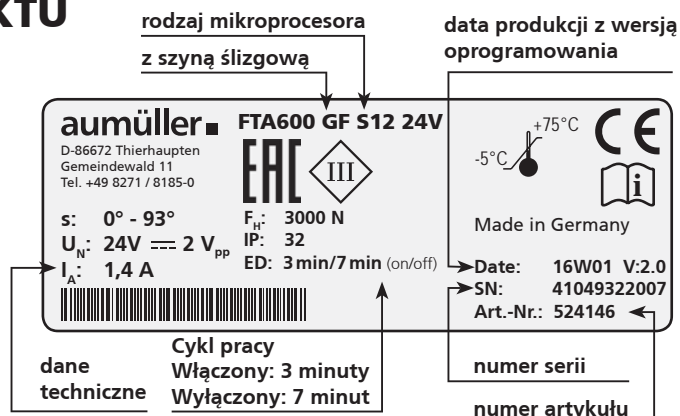 KTU
rodzaj mikroprocesora
z szyną ślizgową
data produkcji z wersją
oprogramowania
aumüller
D-86672 Thierhaupten
Gemeindewald 11
Tel. +49 8271 / 8185-0
FTA600 GF S12 24V
EAC
III
+75°C
-5°C
CE
i
s: 0° - 93°
U_N: 24V ⎓ 2 V_pp
I_A: 1,4 A
F_H: 3000 N
IP: 32
ED: 3 min/7 min (on/off)
Made in Germany
Date: 16W01 V:2.0
SN: 41049322007
Art.-Nr.: 524146
dane
techniczne
Cykl pracy
Włączony: 3 minuty
Wyłączony: 7 minut
numer serii
numer artykułu